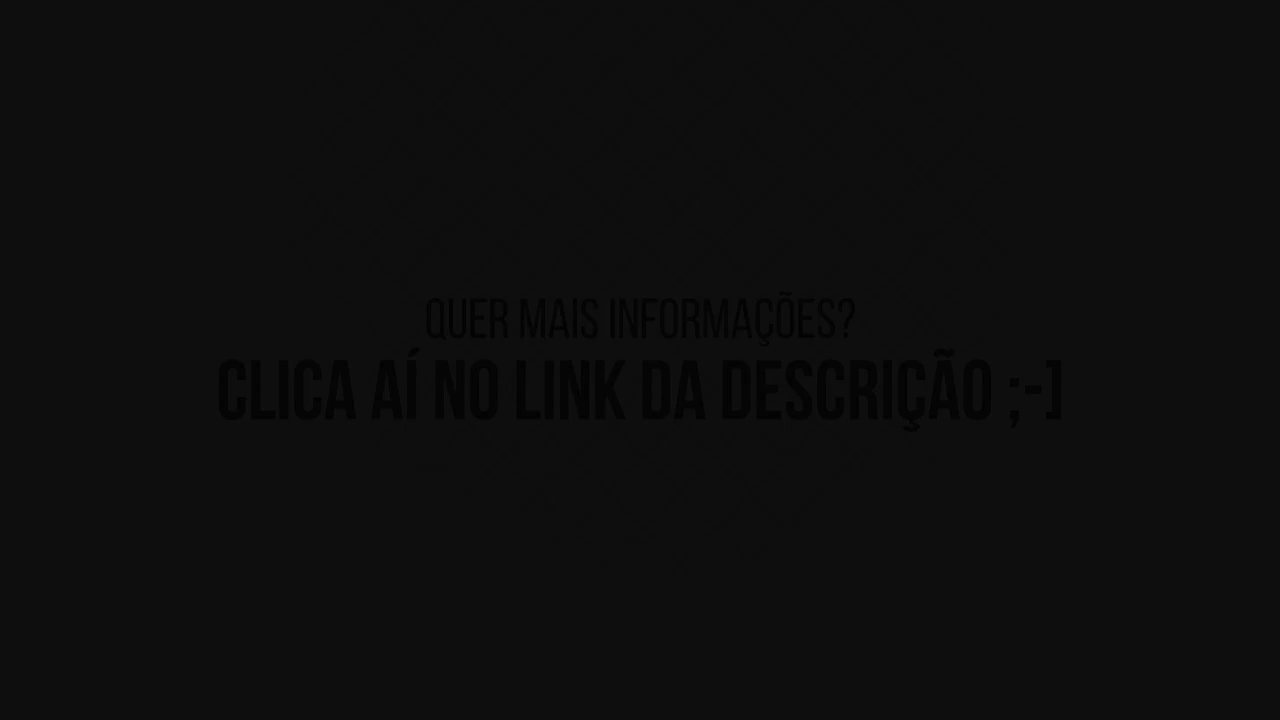 QUER MAIS INFORMAÇÕES?
CLICA AÍ NO LINK DA DESCRIÇÃO ;-]